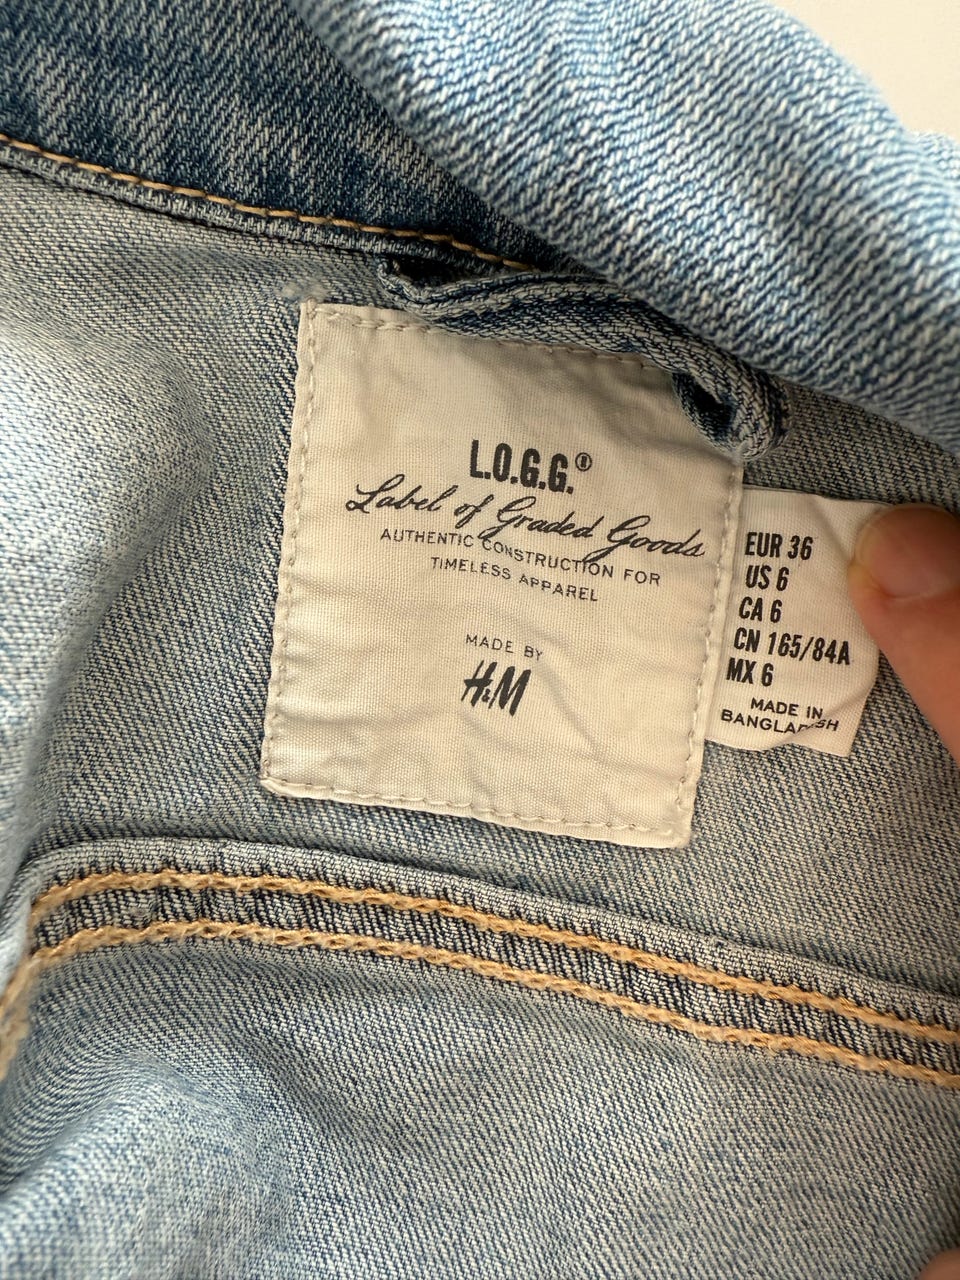 L.O.G.G.®
Label of Graded Goods
AUTHENTIC CONSTRUCTION FOR
TIMELESS APPAREL
MADE BY
H&M
EUR 36
US 6
CA 6
CN 165/84A
MX 6
MADE IN
BANGLADESH